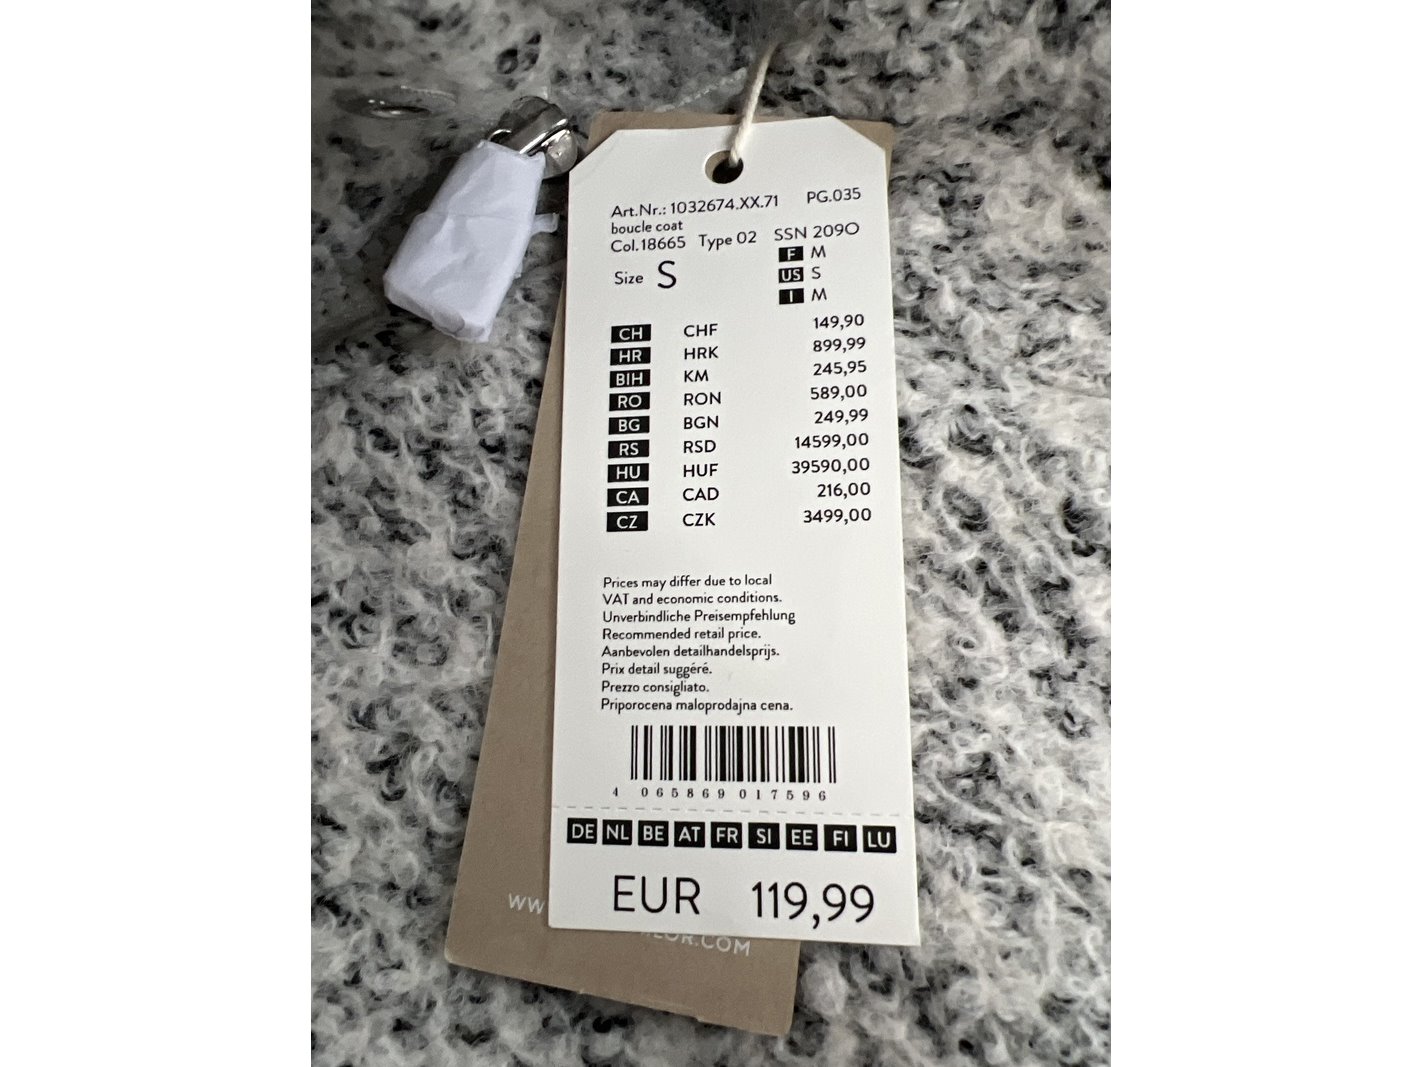 Art.Nr.: 1032674.XX.71 PG.035
boucle coat
Col.18665 Type 02 SSN 209O
F M
Size S US S
I M
CH CHF 149,90
HR HRK 899,99
BIH KM 245,95
RO RON 589,00
BG BGN 249,99
RS RSD 14599,00
HU HUF 39590,00
CA CAD 216,00
CZ CZK 3499,00
Prices may differ due to local
VAT and economic conditions.
Unverbindliche Preisempfehlung
Recommended retail price.
Aanbevolen detailhandelsprijs.
Prix detail suggéré.
Prezzo consigliato.
Priporocena maloprodajna cena.
4 065869 017596
DE NL BE AT FR SI EE FI LU
EUR 119,99